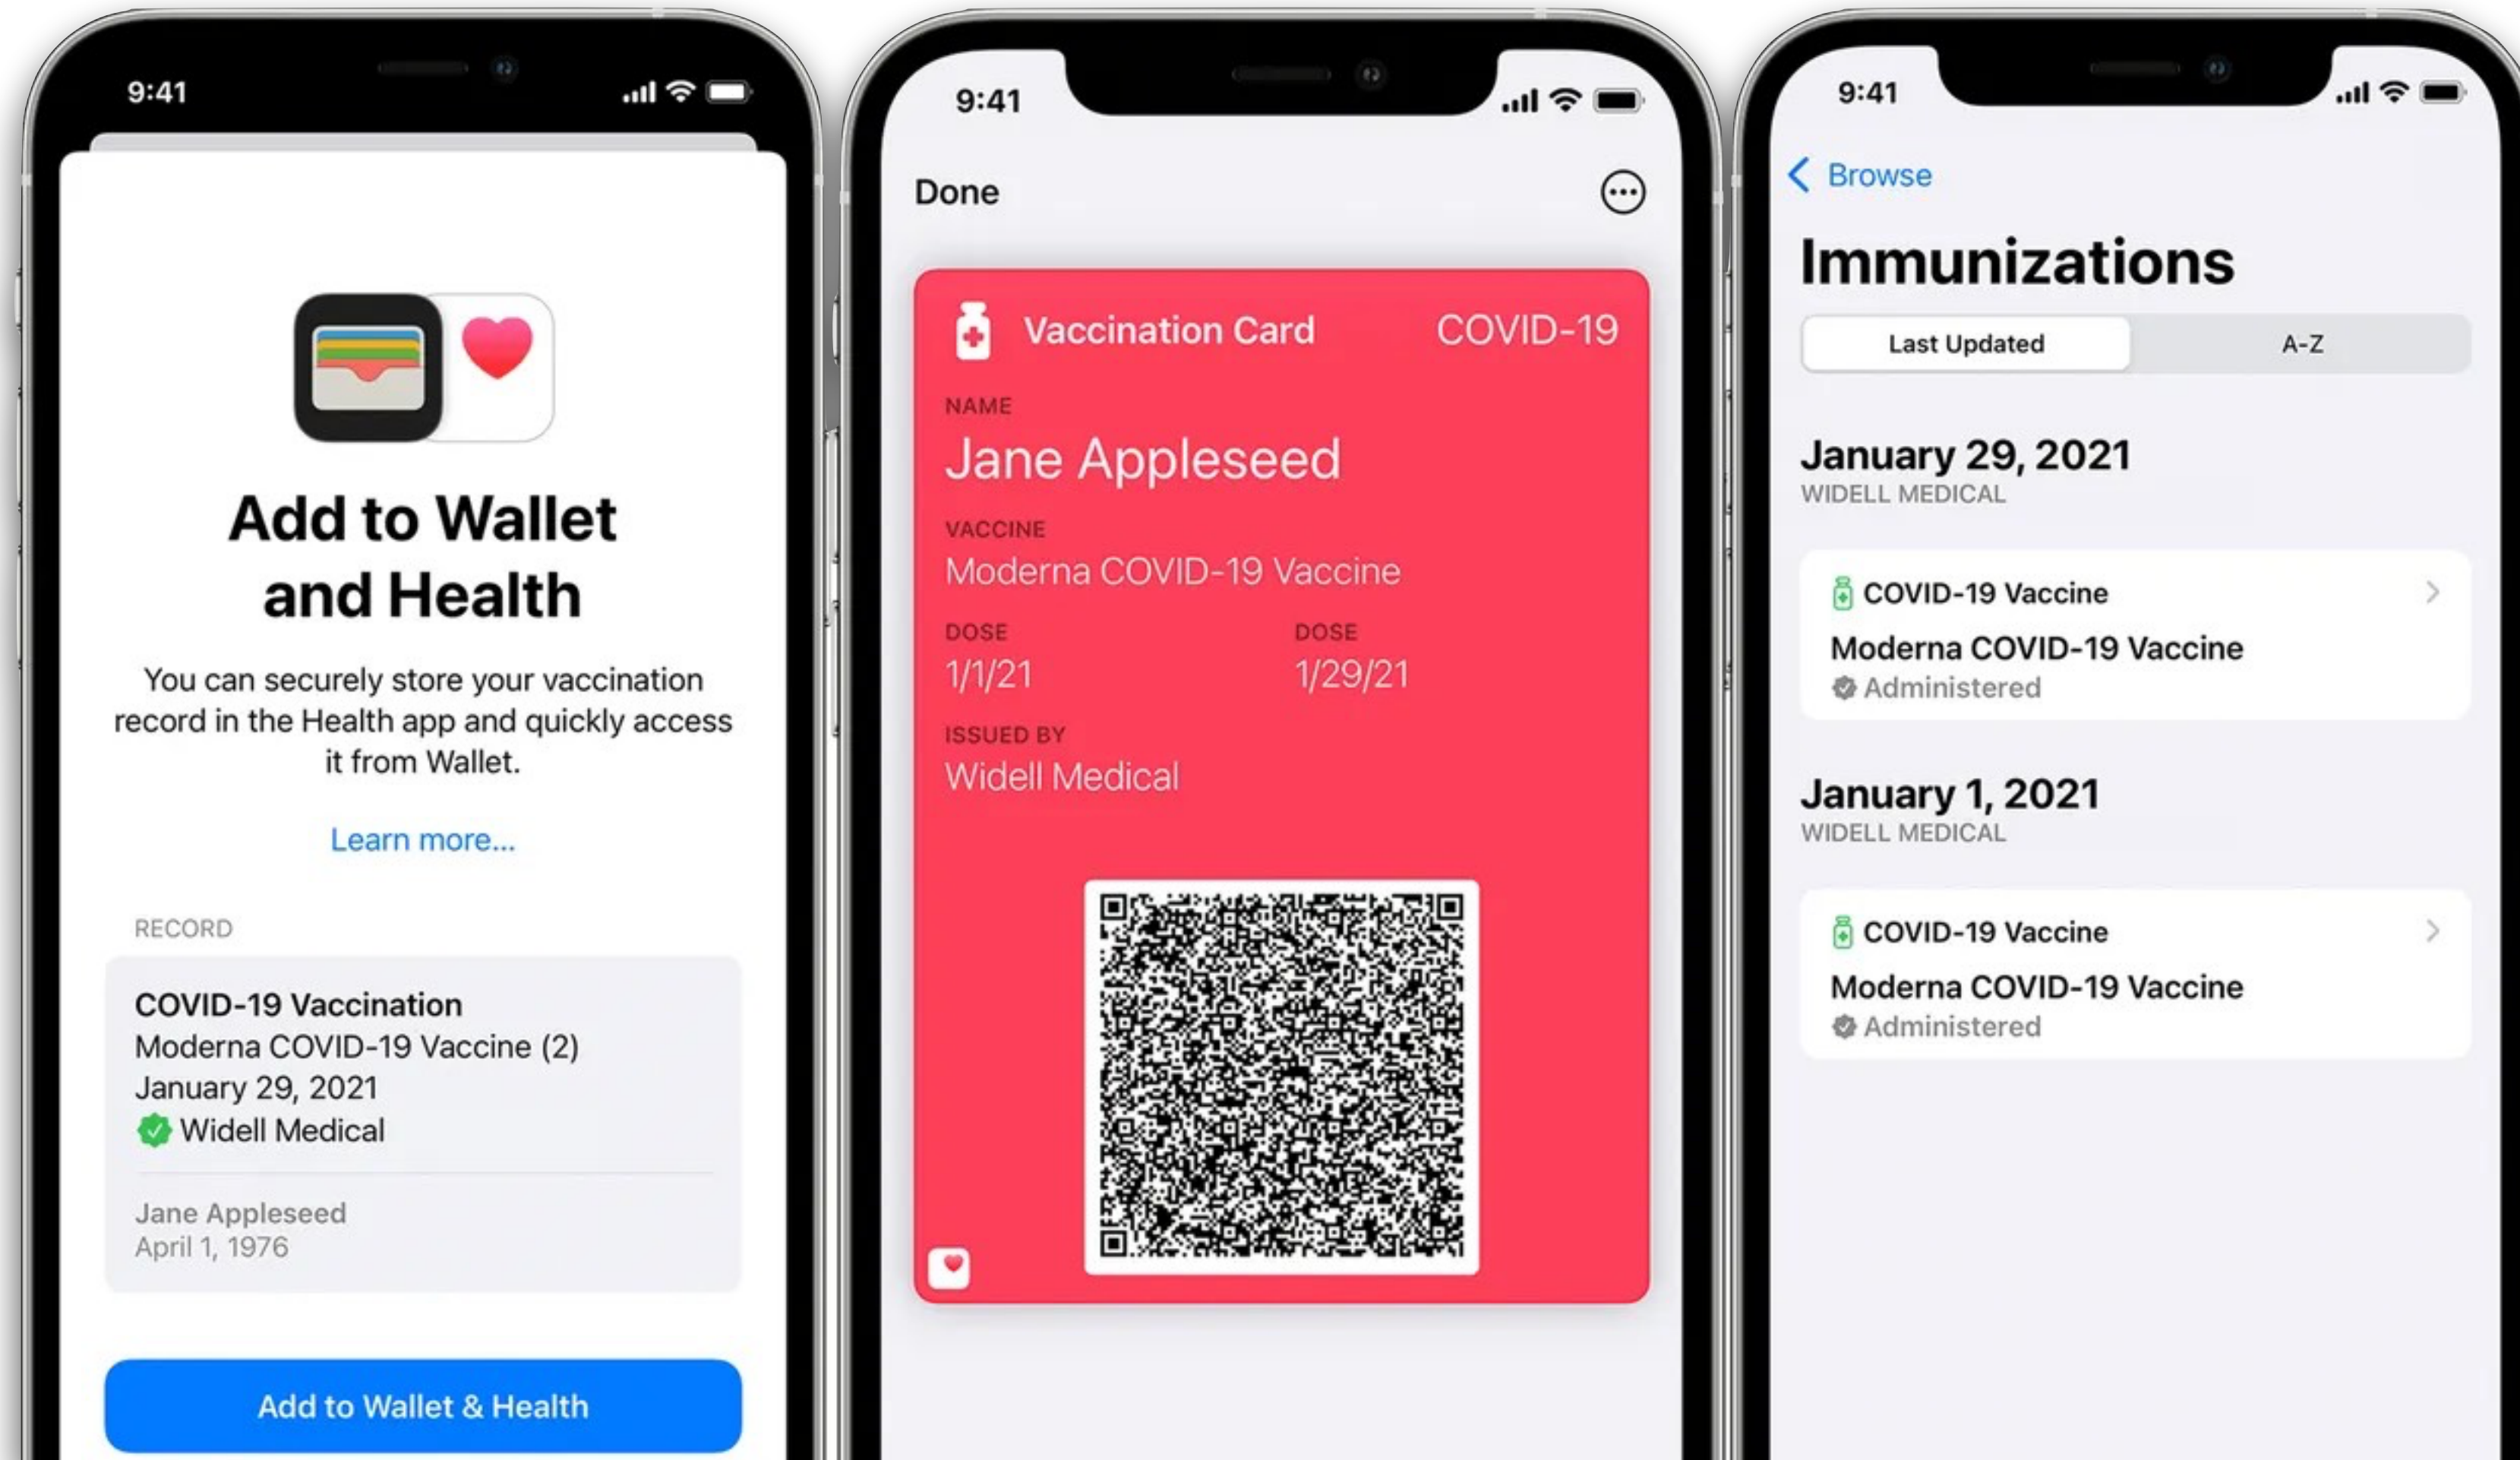 9:41
Add to Wallet
and Health
You can securely store your vaccination
record in the Health app and quickly access
it from Wallet.
Learn more...
RECORD
COVID-19 Vaccination
Moderna COVID-19 Vaccine (2)
January 29, 2021
Widell Medical
Jane Appleseed
April 1, 1976
Add to Wallet & Health
9:41
Done
Vaccination Card COVID-19
NAME
Jane Appleseed
VACCINE
Moderna COVID-19 Vaccine
DOSE DOSE
1/1/21 1/29/21
ISSUED BY
Widell Medical
9:41
Browse
Immunizations
Last Updated A-Z
January 29, 2021
WIDELL MEDICAL
COVID-19 Vaccine
Moderna COVID-19 Vaccine
Administered
January 1, 2021
WIDELL MEDICAL
COVID-19 Vaccine
Moderna COVID-19 Vaccine
Administered